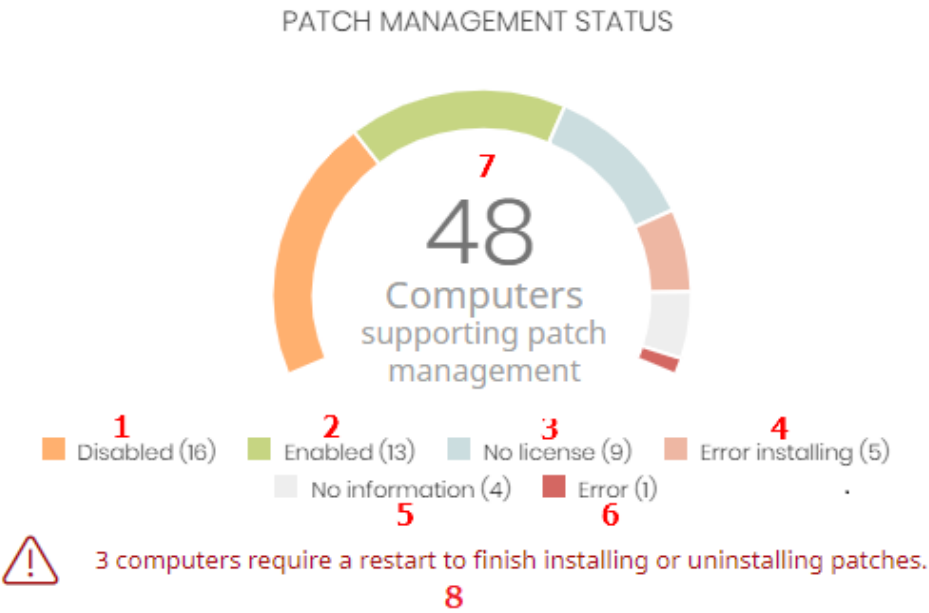 PATCH MANAGEMENT STATUS
7
48
Computers
supporting patch
management
1 2 3 4
Disabled (16) Enabled (13) No license (9) Error installing (5)
No information (4) Error (1)
5 6
3 computers require a restart to finish installing or uninstalling patches.
8